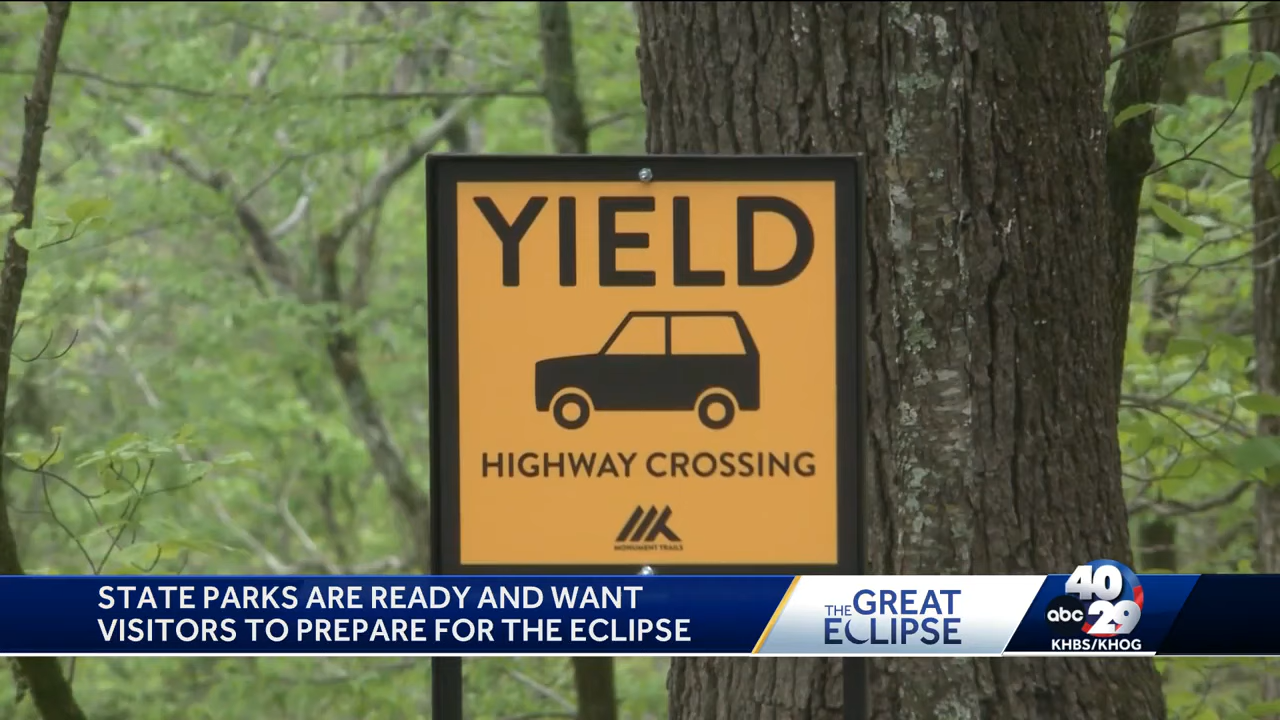 YIELD
HIGHWAY CROSSING
MONUMENT TRAILS
STATE PARKS ARE READY AND WANT
VISITORS TO PREPARE FOR THE ECLIPSE
THE GREAT
ECLIPSE
40
abc 29
KHBS/KHOG